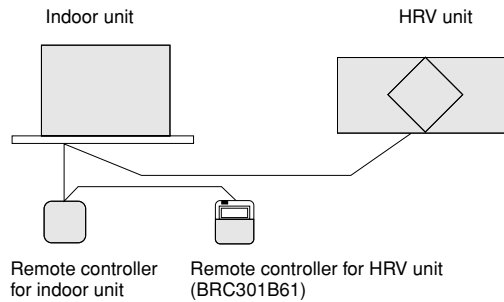 Indoor unit
HRV unit
Remote controller
for indoor unit
Remote controller for HRV unit
(BRC301B61)